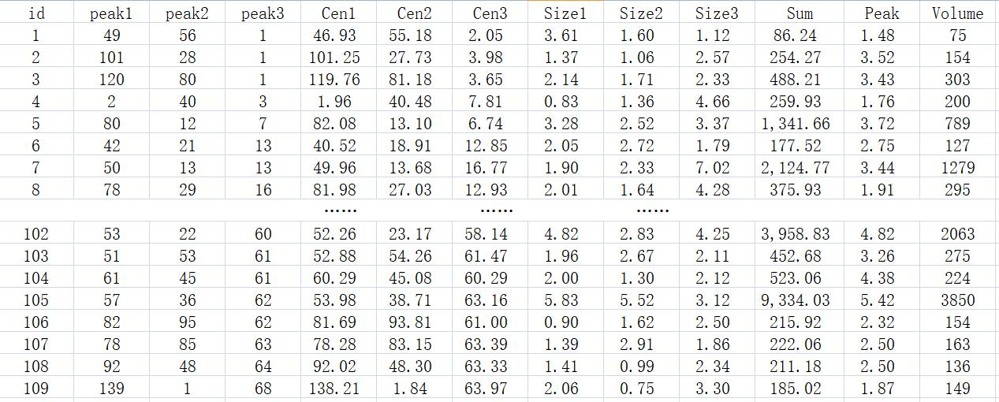 id peak1 peak2 peak3 Cen1 Cen2 Cen3 Size1 Size2 Size3 Sum Peak Volume
1 49 56 1 46.93 55.18 2.05 3.61 1.60 1.12 86.24 1.48 75
2 101 28 1 101.25 27.73 3.98 1.37 1.06 2.57 254.27 3.52 154
3 120 80 1 119.76 81.18 3.65 2.14 1.71 2.33 488.21 3.43 303
4 2 40 3 1.96 40.48 7.81 0.83 1.36 4.66 259.93 1.76 200
5 80 12 7 82.08 13.10 6.74 3.28 2.52 3.37 1,341.66 3.72 789
6 42 21 13 40.52 18.91 12.85 2.05 2.72 1.79 177.52 2.75 127
7 50 13 13 49.96 13.68 16.77 1.90 2.33 7.02 2,124.77 3.44 1279
8 78 29 16 81.98 27.03 12.93 2.01 1.64 4.28 375.93 1.91 295
…… …… ……
102 53 22 60 52.26 23.17 58.14 4.82 2.83 4.25 3,958.83 4.82 2063
103 51 53 61 52.88 54.26 61.47 1.96 2.67 2.11 452.68 3.26 275
104 61 45 61 60.29 45.08 60.29 2.00 1.30 2.12 523.06 4.38 224
105 57 36 62 53.98 38.71 63.16 5.83 5.52 3.12 9,334.03 5.42 3850
106 82 95 62 81.69 93.81 61.00 0.90 1.62 2.50 215.92 2.32 154
107 78 85 63 78.28 83.15 63.39 1.39 2.91 1.86 222.06 2.50 163
108 92 48 64 92.02 48.30 63.33 1.41 0.99 2.34 211.18 2.50 136
109 139 1 68 138.21 1.84 63.97 2.06 0.75 3.30 185.02 1.87 149